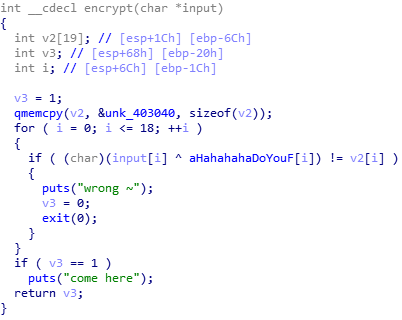 int __cdecl encrypt(char *input)
{
  int v2[19]; // [esp+1Ch] [ebp-6Ch]
  int v3; // [esp+68h] [ebp-20h]
  int i; // [esp+6Ch] [ebp-1Ch]

  v3 = 1;
  qmemcpy(v2, &unk_403040, sizeof(v2));
  for ( i = 0; i <= 18; ++i )
  {
    if ( (char)(input[i] ^ aHahahahaDoYouF[i]) != v2[i] )
    {
      puts("wrong ~");
      v3 = 0;
      exit(0);
    }
  }
  if ( v3 == 1 )
    puts("come here");
  return v3;
}